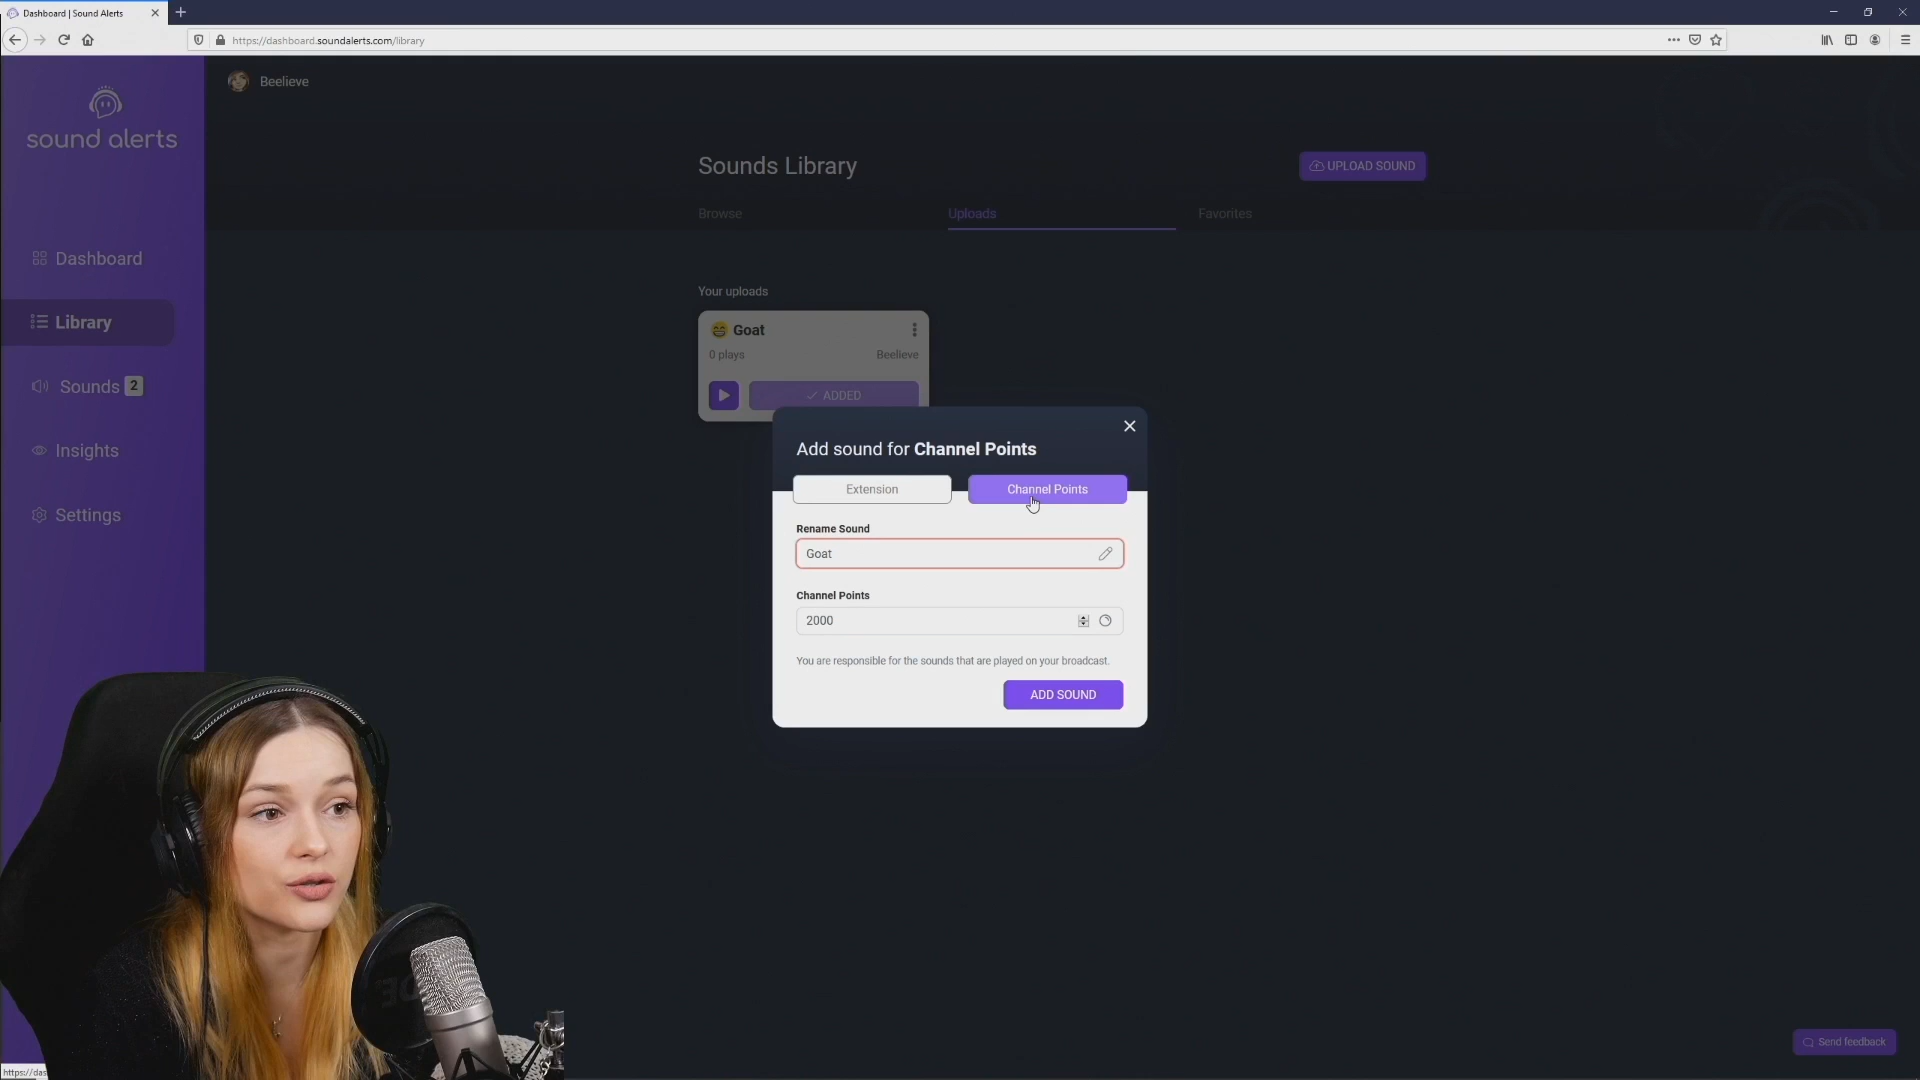 Dashboard | Sound Alerts
https://dashboard.soundalerts.com/library
Beelieve
sound alerts
Sounds Library
UPLOAD SOUND
Browse
Uploads
Favorites
Dashboard
Library
Sounds 2
Insights
Settings
Your uploads
Goat
0 plays
Beelieve
ADDED
Add sound for Channel Points
Extension
Channel Points
Rename Sound
Goat
Channel Points
2000
You are responsible for the sounds that are played on your broadcast.
ADD SOUND
Send feedback
https://das